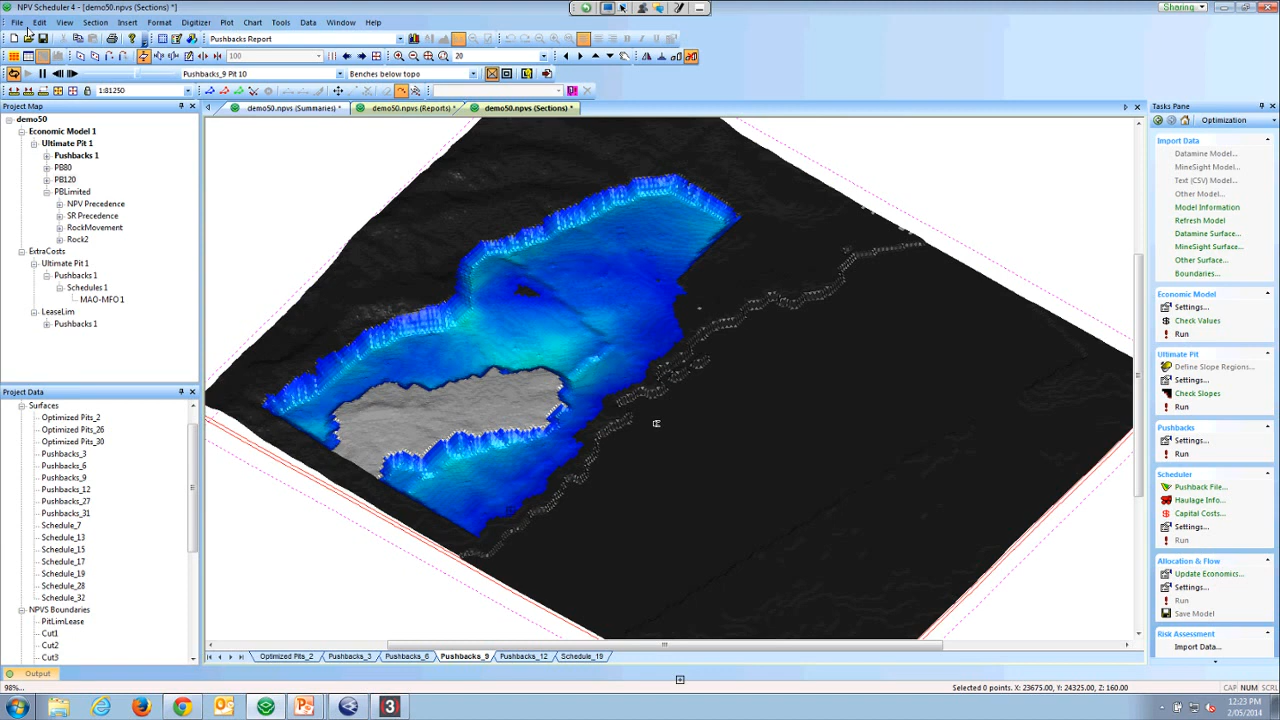 NPV Scheduler 4 - [demo50.npvs (Sections) *]
Sharing
File Edit View Section Insert Format Digitizer Plot Chart Tools Data Window Help
Pushbacks Report
100
20
Pushbacks_9 Pit 10
Benches below topo
1:81250
Project Map
demo50
Economic Model 1
Ultimate Pit 1
Pushbacks 1
PB80
PB120
PBLimited
NPV Precedence
SR Precedence
RockMovement
Rock2
ExtraCosts
Ultimate Pit 1
Pushbacks 1
Schedules 1
MAO-MFO 1
LeaseLim
Pushbacks 1
Project Data
Surfaces
Optimized Pits_2
Optimized Pits_26
Optimized Pits_30
Pushbacks_3
Pushbacks_6
Pushbacks_9
Pushbacks_12
Pushbacks_27
Pushbacks_31
Schedule_7
Schedule_13
Schedule_15
Schedule_17
Schedule_19
Schedule_28
Schedule_32
NPVS Boundaries
PitLimLease
Cut1
Cut2
Cut3
demo50.npvs (Summaries) *
demo50.npvs (Reports) *
demo50.npvs (Sections) *
Optimized Pits_2
Pushbacks_3
Pushbacks_6
Pushbacks_9
Pushbacks_12
Schedule_19
Tasks Pane
Optimization
Import Data
Datamine Model...
MineSight Model...
Text (CSV) Model...
Other Model...
Model Information
Refresh Model
Datamine Surface...
MineSight Surface...
Other Surface...
Boundaries...
Economic Model
Settings...
Check Values
Run
Ultimate Pit
Define Slope Regions...
Settings...
Check Slopes
Run
Pushbacks
Settings...
Run
Scheduler
Pushback File...
Haulage Info...
Capital Costs...
Settings...
Run
Allocation & Flow
Update Economics...
Settings...
Run
Save Model
Risk Assessment
Import Data...
Output
98%...
Selected 0 points. X: 23675.00, Y: 24325.00, Z: 160.00
CAP NUM SCRL
12:23 PM
2/05/2014